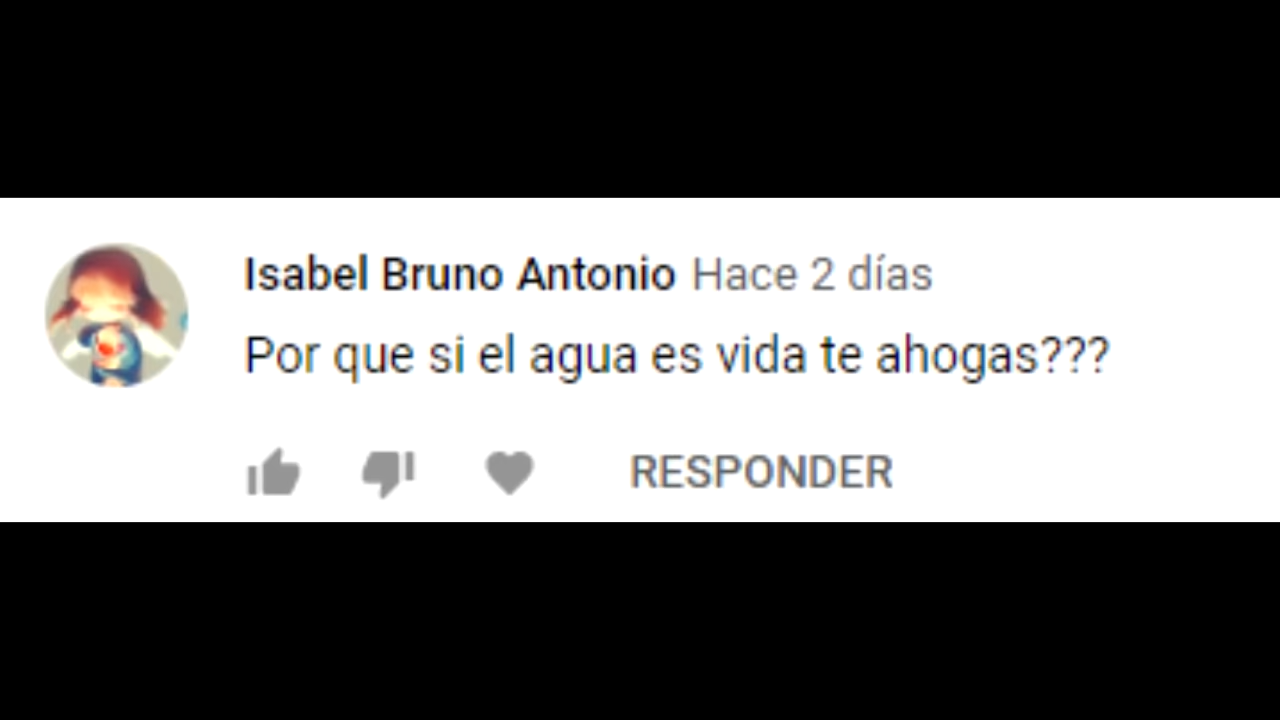 Isabel Bruno Antonio Hace 2 días
Por que si el agua es vida te ahogas???
RESPONDER